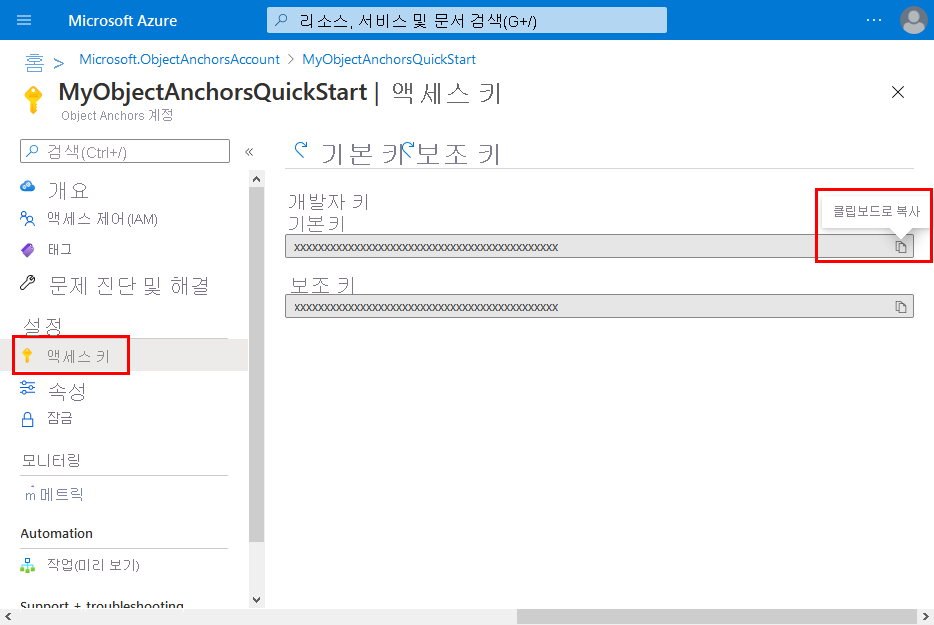 Microsoft Azure
리소스, 서비스 및 문서 검색(G+/)
홈 > Microsoft.ObjectAnchorsAccount > MyObjectAnchorsQuickStart
MyObjectAnchorsQuickStart | 액세스 키
Object Anchors 계정
검색(Ctrl+/)
개요
액세스 제어(IAM)
태그
문제 진단 및 해결
설정
액세스 키
속성
잠금
모니터링
메트릭
Automation
작업(미리 보기)
Support + troubleshooting
기본 키 보조 키
개발자 키
기본키
클립보드로 복사
xxxxxxxxxxxxxxxxxxxxxxxxxxxxxxxxxxxxxxxxxxxx
보조 키
xxxxxxxxxxxxxxxxxxxxxxxxxxxxxxxxxxxxxxxxxxxx